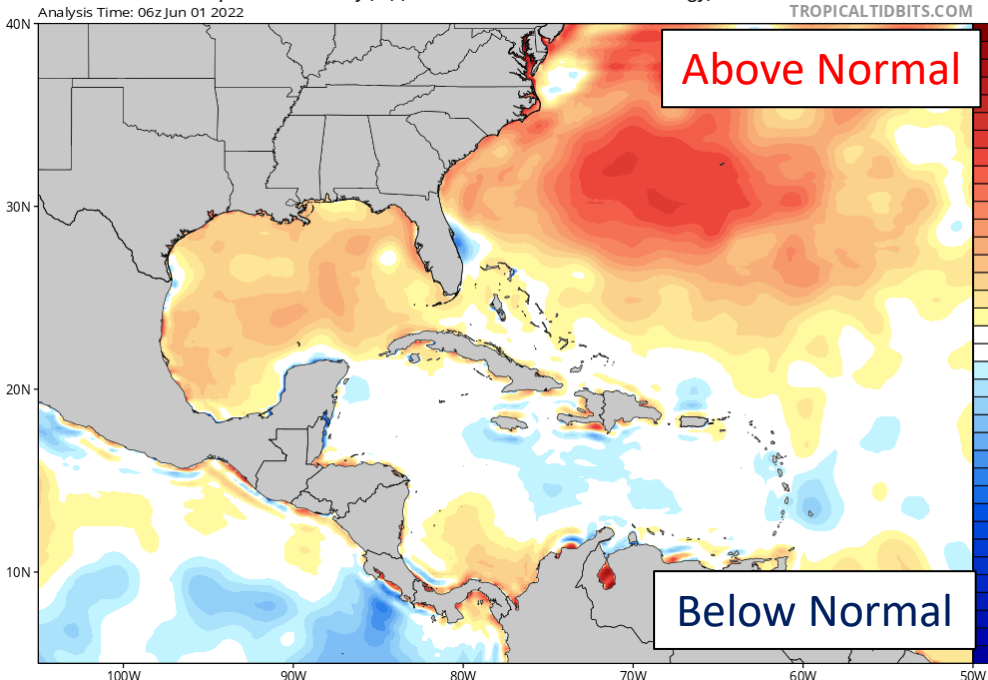 Analysis Time: 06z Jun 01 2022
TROPICALTIDBITS.COM
40N
Above Normal
30N
20N
10N
Below Normal
100W 90W 80W 70W 60W 50W